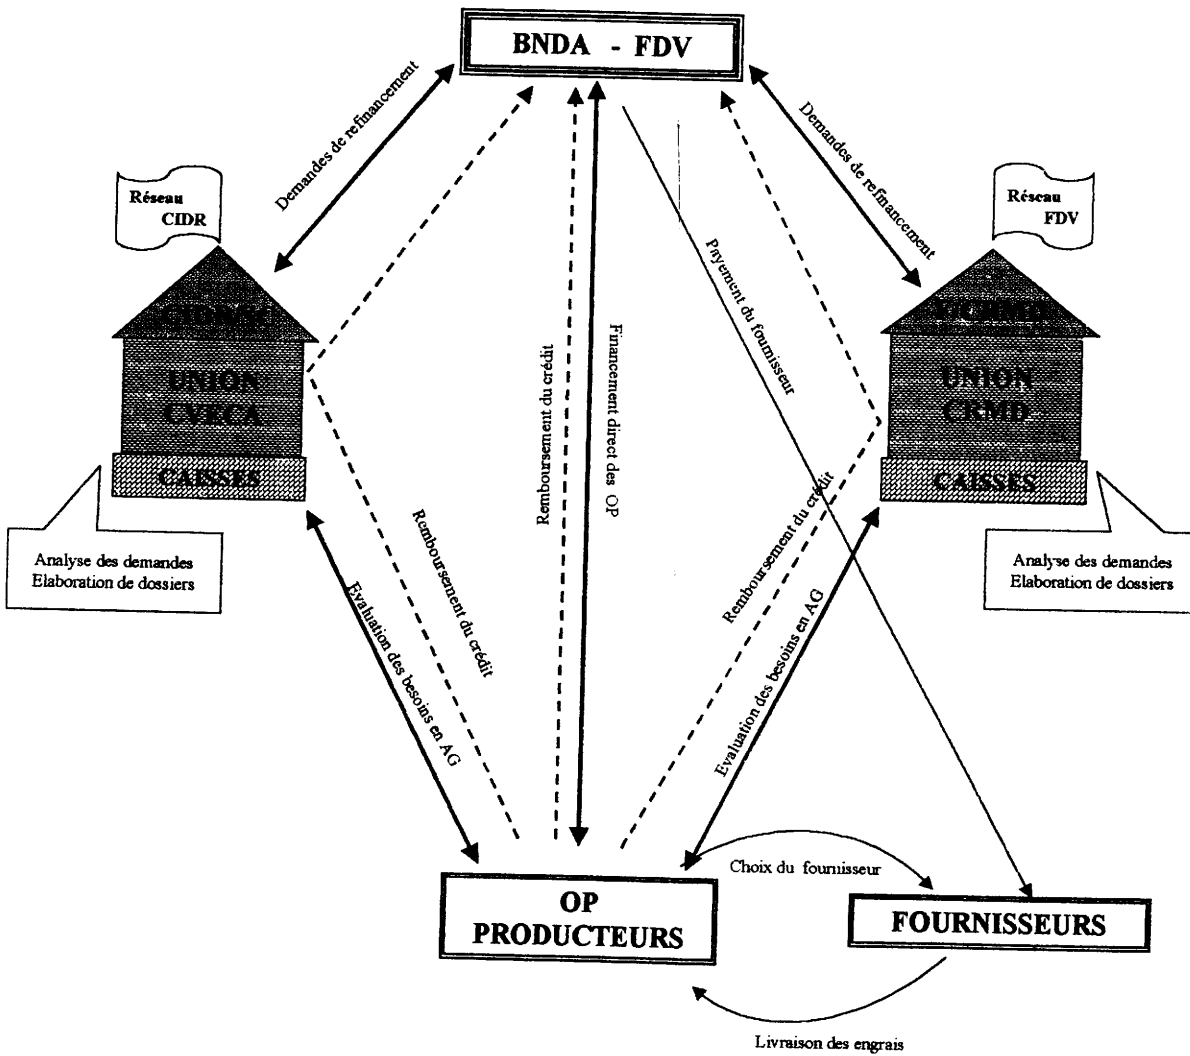 BNDA - FDV
Demandes de refinancement
Demandes de refinancement
Réseau
CIDR
Réseau
FDV
UNION
CVECA
CAISSES
UNION
CRMD
CAISSES
Payement du fournisseur
Financement direct des OP
Remboursement du crédit
Remboursement du crédit
Remboursement du crédit
Analyse des demandes
Elaboration de dossiers
Analyse des demandes
Elaboration de dossiers
Evaluation des besoins en AG
Evaluation des besoins en AG
Choix du fournisseur
OP
PRODUCTEURS
FOURNISSEURS
Livraison des engrais